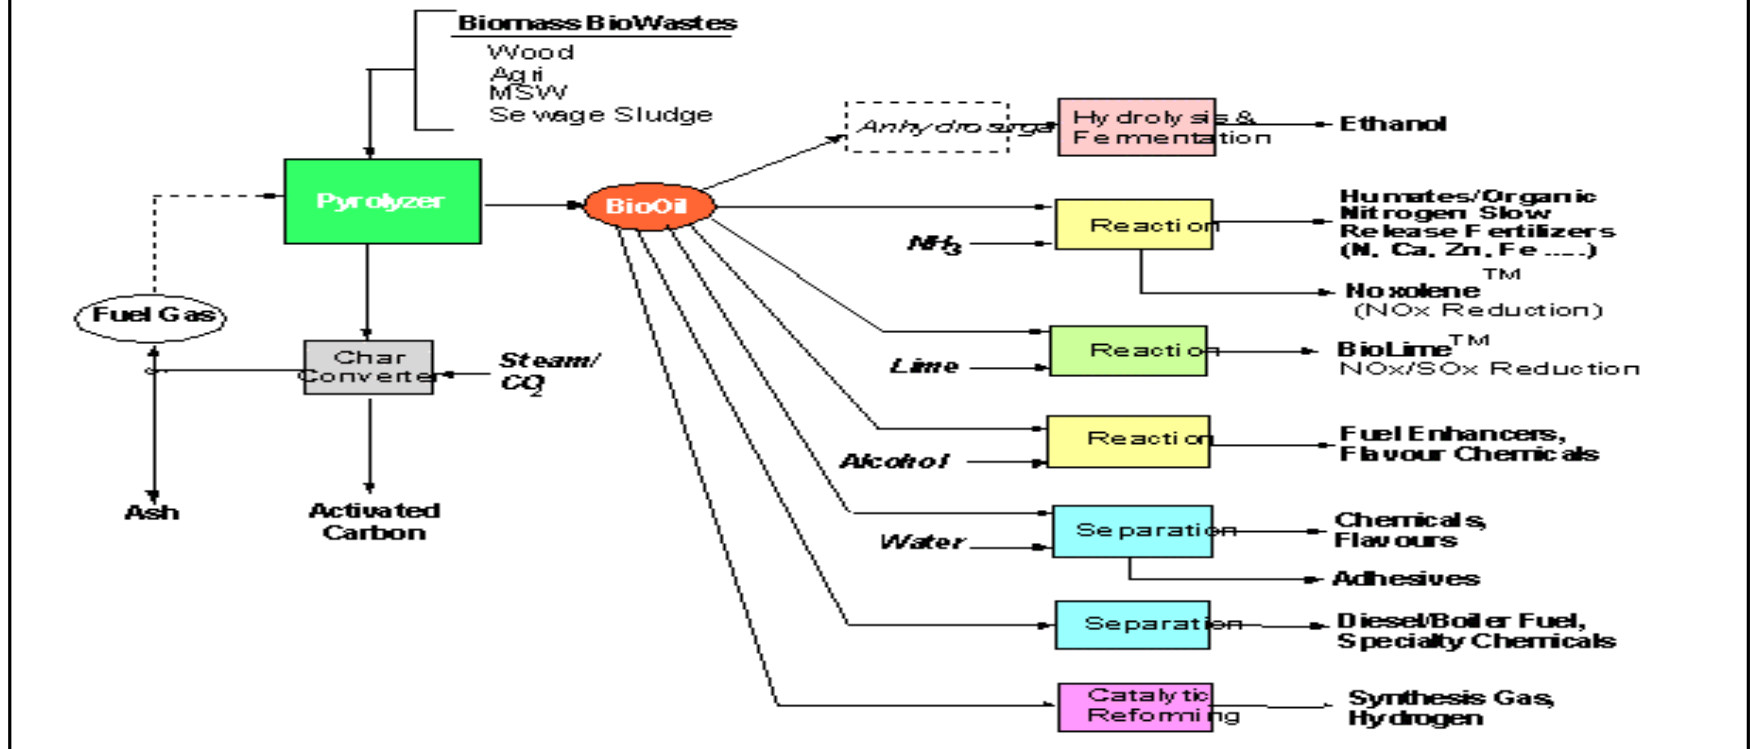 Biomass BioWastes
Wood
Agri
MSW
Sewage Sludge
Pyrolyzer
BioOil
Fuel Gas
Char
Converter
Steam/
CO2
Ash
Activated
Carbon
Anhydrosugar
Hydrolysis &
Fermentation
Ethanol
NH3
Reaction
Humates/Organic
Nitrogen Slow
Release Fertilizers
(N, Ca, Zn, Fe .....)
Noxolene TM
(NOx Reduction)
Lime
Reaction
BioLime TM
NOx/SOx Reduction
Alcohol
Reaction
Fuel Enhancers,
Flavour Chemicals
Water
Separation
Chemicals,
Flavours
Adhesives
Separation
Diesel/Boiler Fuel,
Specialty Chemicals
Catalytic
Reforming
Synthesis Gas,
Hydrogen